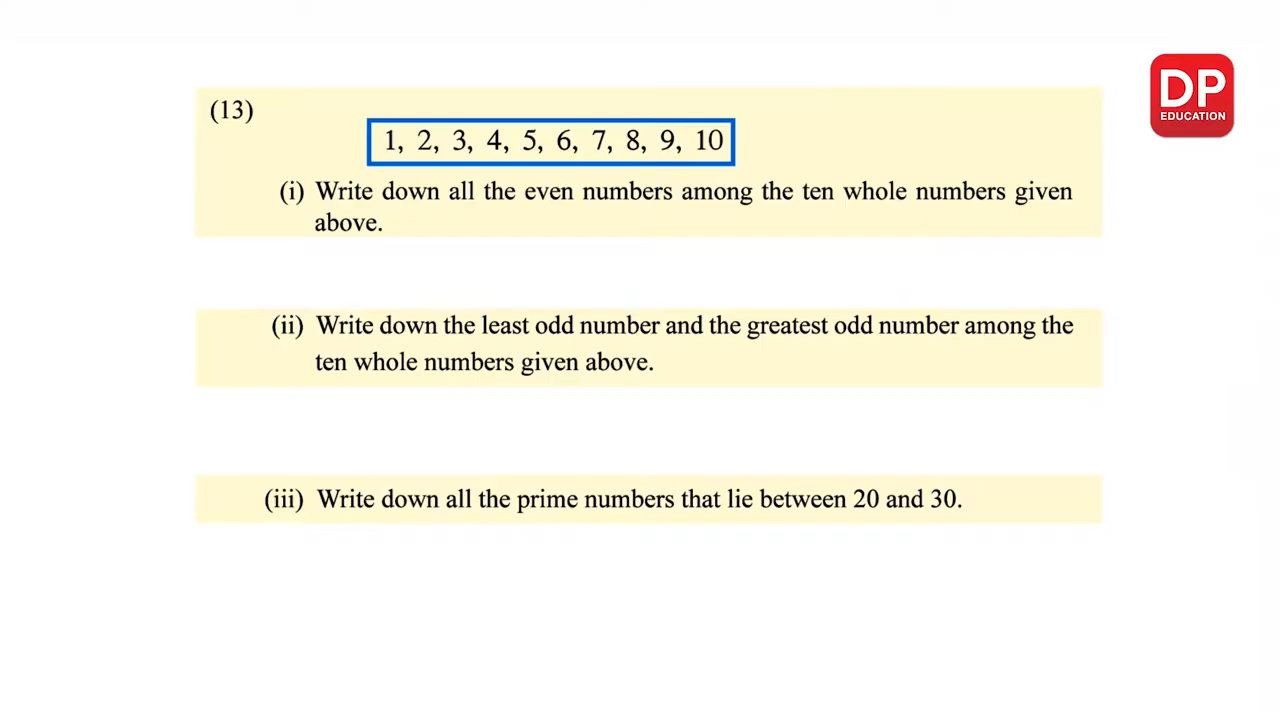 DP
EDUCATION
(13)
1, 2, 3, 4, 5, 6, 7, 8, 9, 10
(i) Write down all the even numbers among the ten whole numbers given
above.
(ii) Write down the least odd number and the greatest odd number among the
ten whole numbers given above.
(iii) Write down all the prime numbers that lie between 20 and 30.